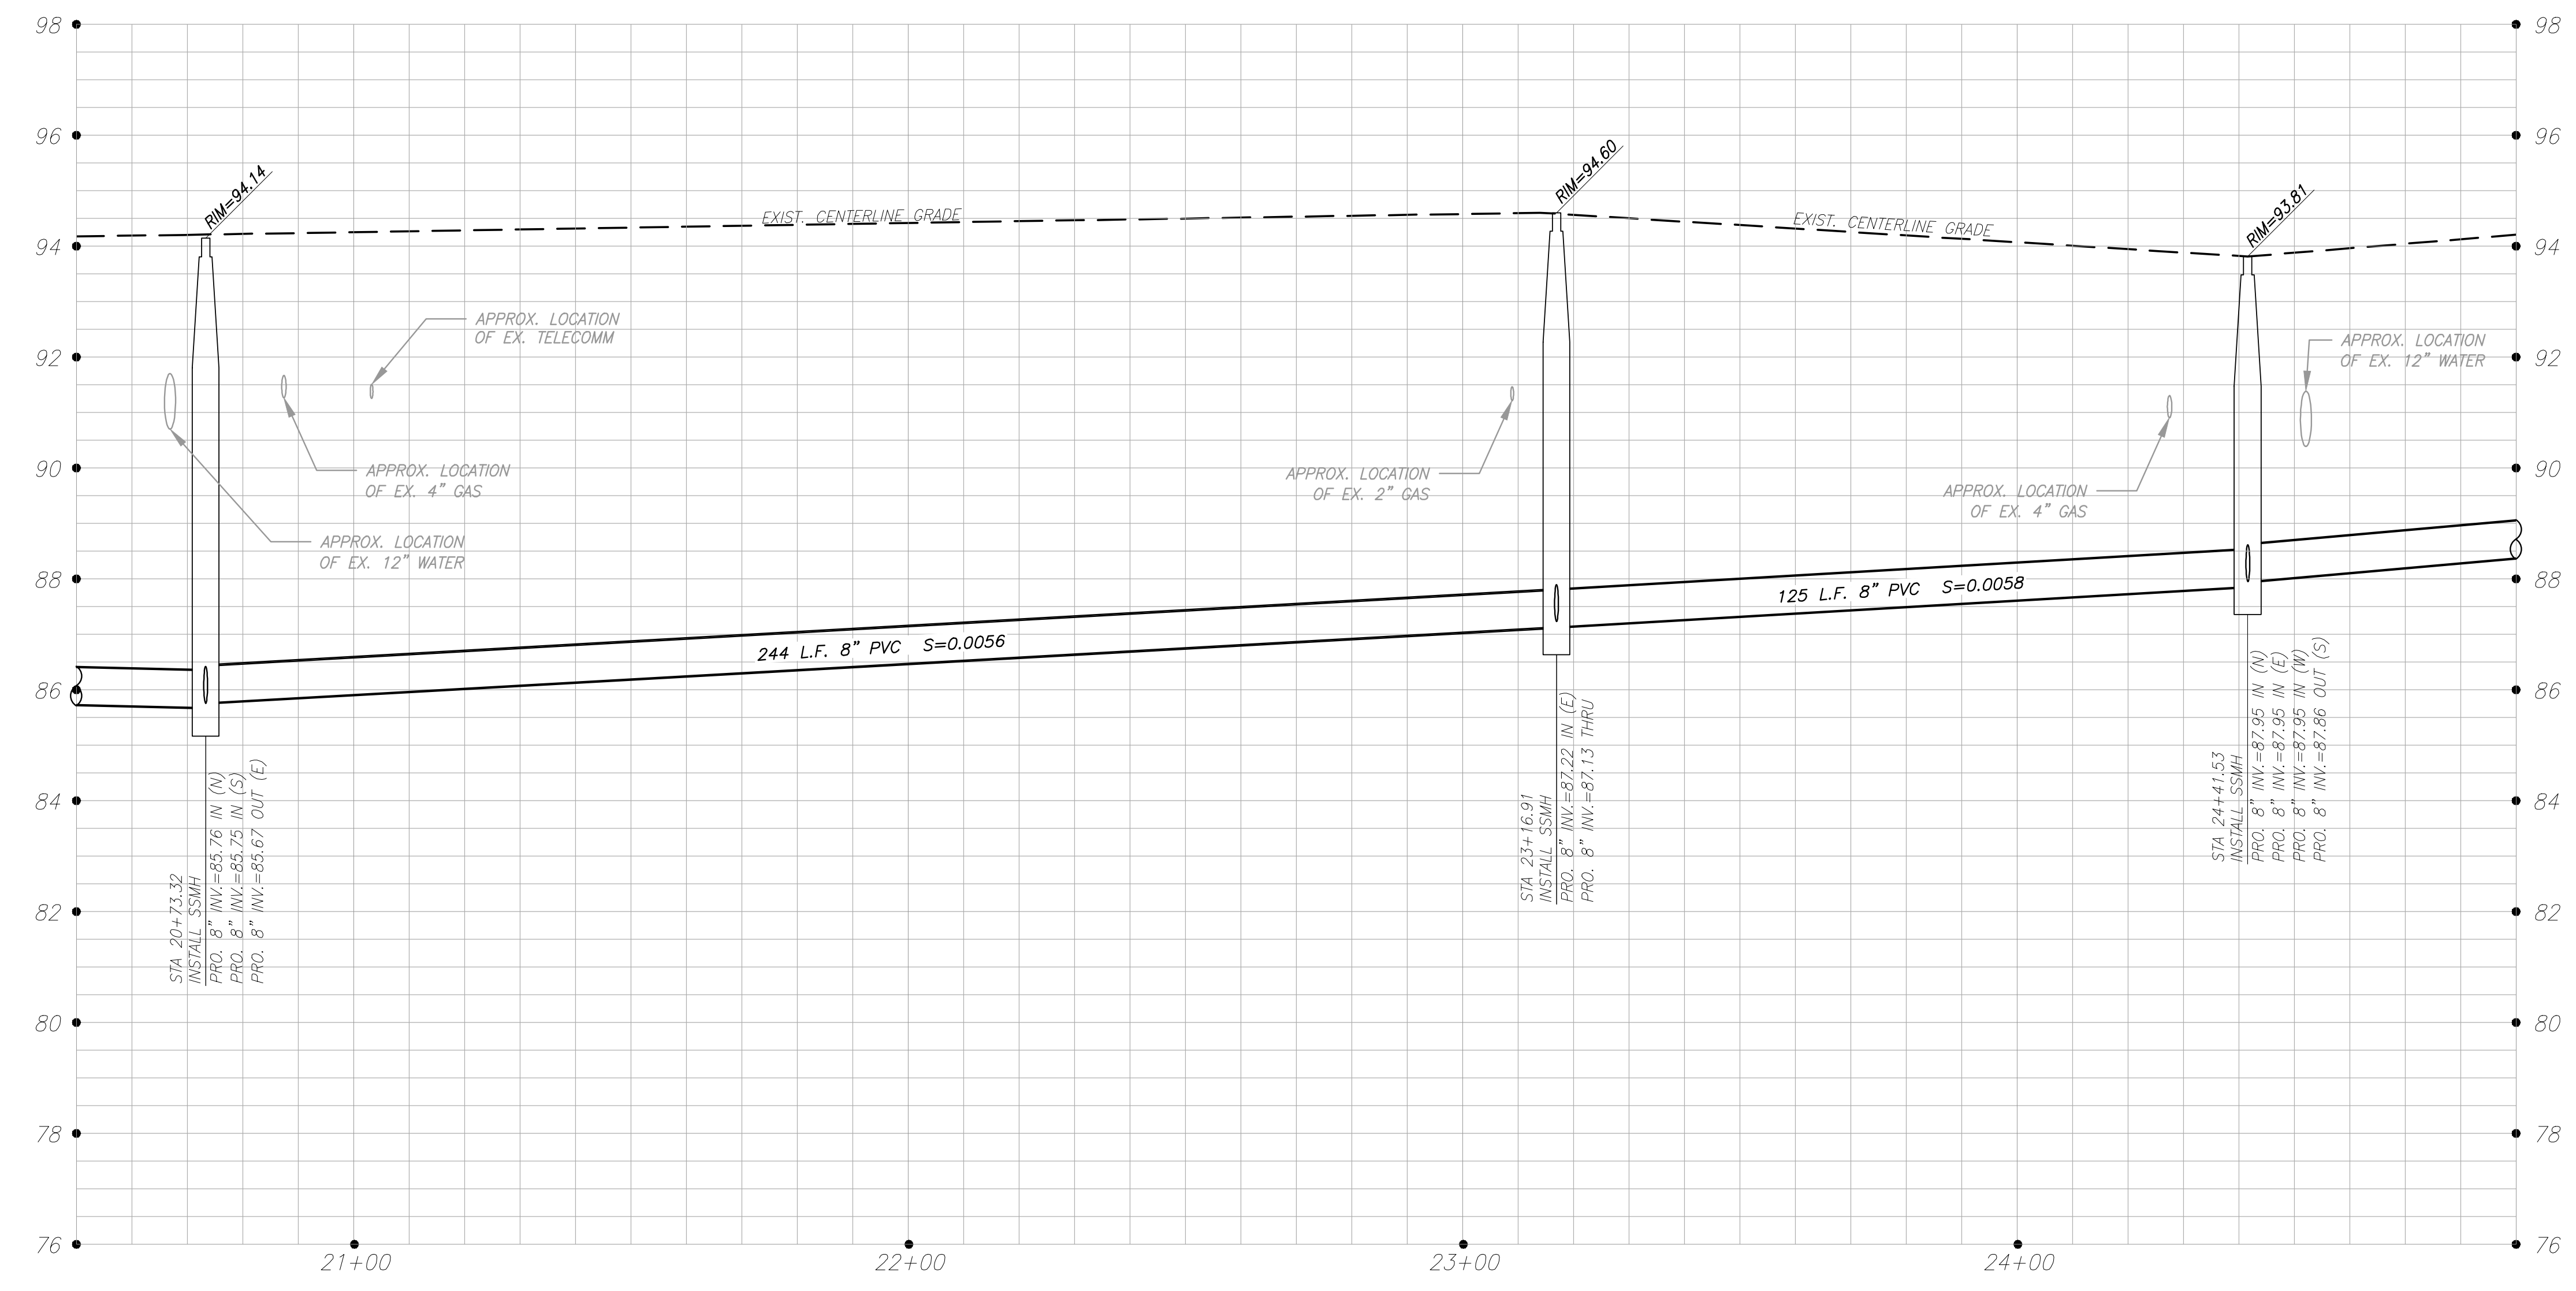 98
98
96
96
94
94
92
92
90
90
88
88
86
86
84
84
82
82
80
80
78
78
76
76
21+00
22+00
23+00
24+00
RIM=94.14
RIM=94.60
RIM=93.81
EXIST. CENTERLINE GRADE
EXIST. CENTERLINE GRADE
APPROX. LOCATION
OF EX. TELECOMM
APPROX. LOCATION
OF EX. 4" GAS
APPROX. LOCATION
OF EX. 12" WATER
APPROX. LOCATION
OF EX. 2" GAS
APPROX. LOCATION
OF EX. 4" GAS
APPROX. LOCATION
OF EX. 12" WATER
244 L.F. 8" PVC S=0.0056
125 L.F. 8" PVC S=0.0058
STA 20+73.32
INSTALL SSMH
PRO. 8" INV.=85.76 IN (N)
PRO. 8" INV.=85.75 IN (S)
PRO. 8" INV.=85.67 OUT (E)
STA 23+16.91
INSTALL SSMH
PRO. 8" INV.=87.22 IN (E)
PRO. 8" INV.=87.13 THRU
STA 24+41.53
INSTALL SSMH
PRO. 8" INV.=87.95 IN (N)
PRO. 8" INV.=87.95 IN (E)
PRO. 8" INV.=87.95 IN (W)
PRO. 8" INV.=87.86 OUT (S)